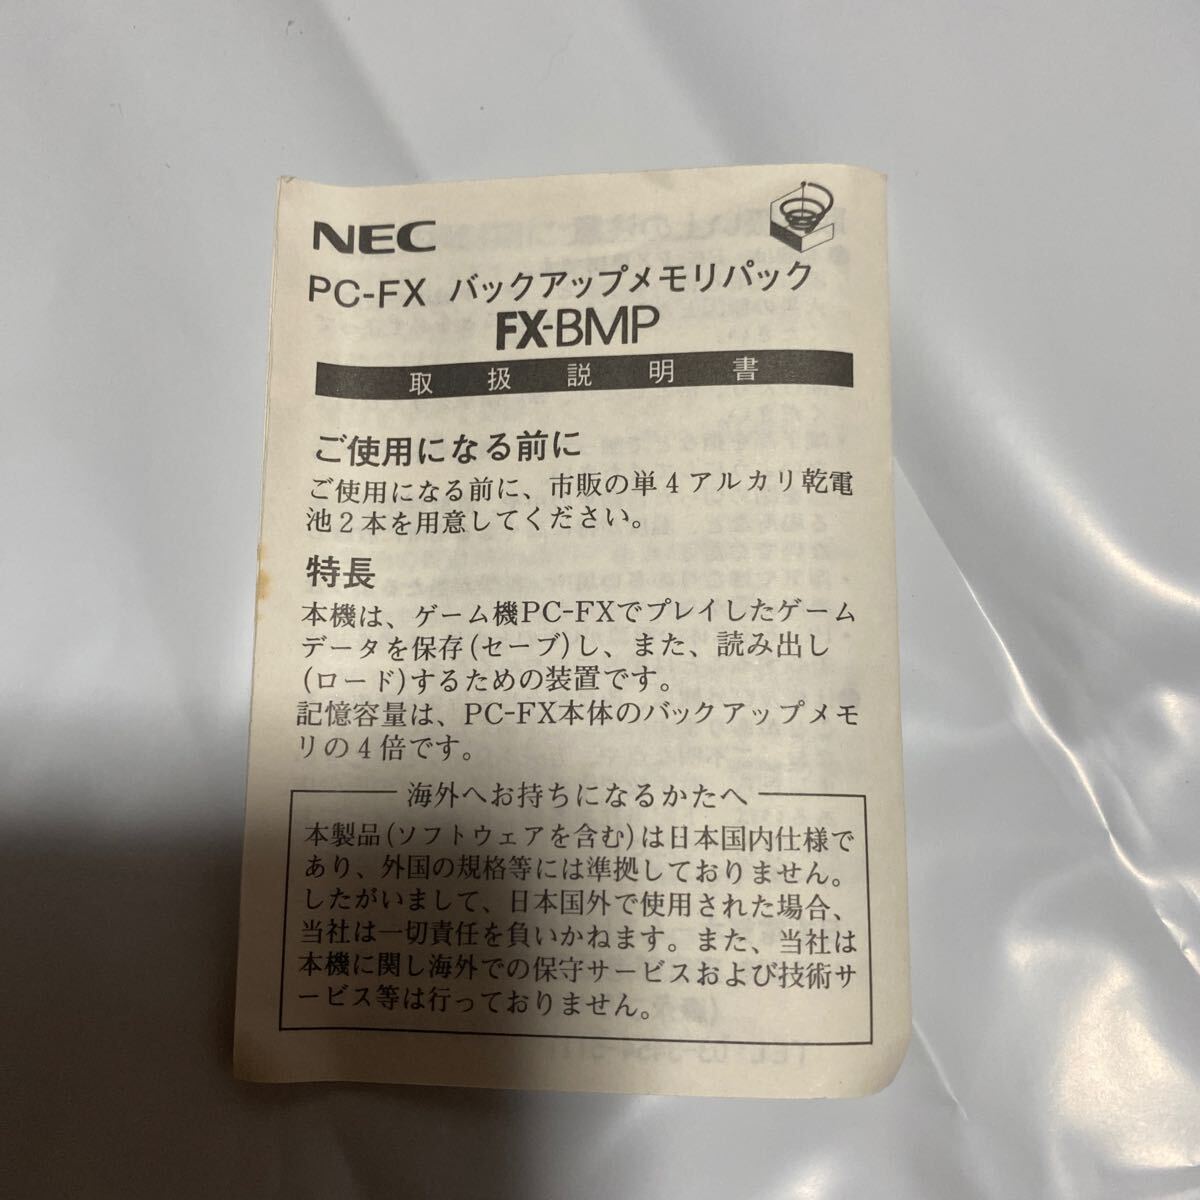 NEC
PC-FX バックアップメモリパック
FX-BMP
取扱説明書
ご使用になる前に
ご使用になる前に、市販の単4アルカリ乾電
池2本を用意してください。
特長
本機は、ゲーム機PC-FXでプレイしたゲーム
データを保存(セーブ)し、また、読み出し
(ロード)するための装置です。
記憶容量は、PC-FX本体のバックアップメモ
リの4倍です。
海外へお持ちになるかたへ
本製品(ソフトウェアを含む)は日本国内仕様で
あり、外国の規格等には準拠しておりません。
したがいまして、日本国外で使用された場合、
当社は一切責任を負いかねます。また、当社は
本機に関し海外での保守サービスおよび技術サ
ービス等は行っておりません。